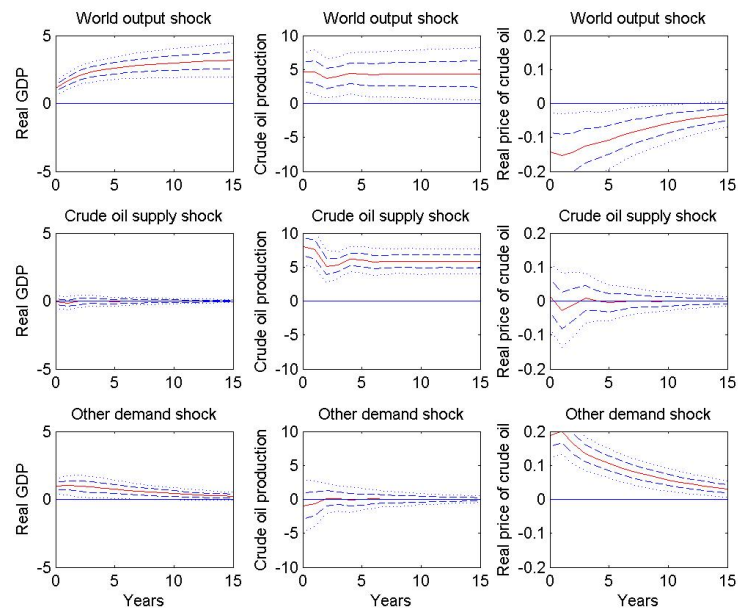 World output shock
Real GDP
5
0
-5
0 5 10 15
World output shock
Crude oil production
10
5
0
-5
-10
0 5 10 15
World output shock
Real price of crude oil
0.2
0.1
0
-0.1
-0.2
0 5 10 15
Crude oil supply shock
Real GDP
5
0
-5
0 5 10 15
Crude oil supply shock
Crude oil production
10
5
0
-5
-10
0 5 10 15
Crude oil supply shock
Real price of crude oil
0.2
0.1
0
-0.1
-0.2
0 5 10 15
Other demand shock
Real GDP
5
0
-5
0 5 10 15
Years
Other demand shock
Crude oil production
10
5
0
-5
-10
0 5 10 15
Years
Other demand shock
Real price of crude oil
0.2
0.1
0
-0.1
-0.2
0 5 10 15
Years